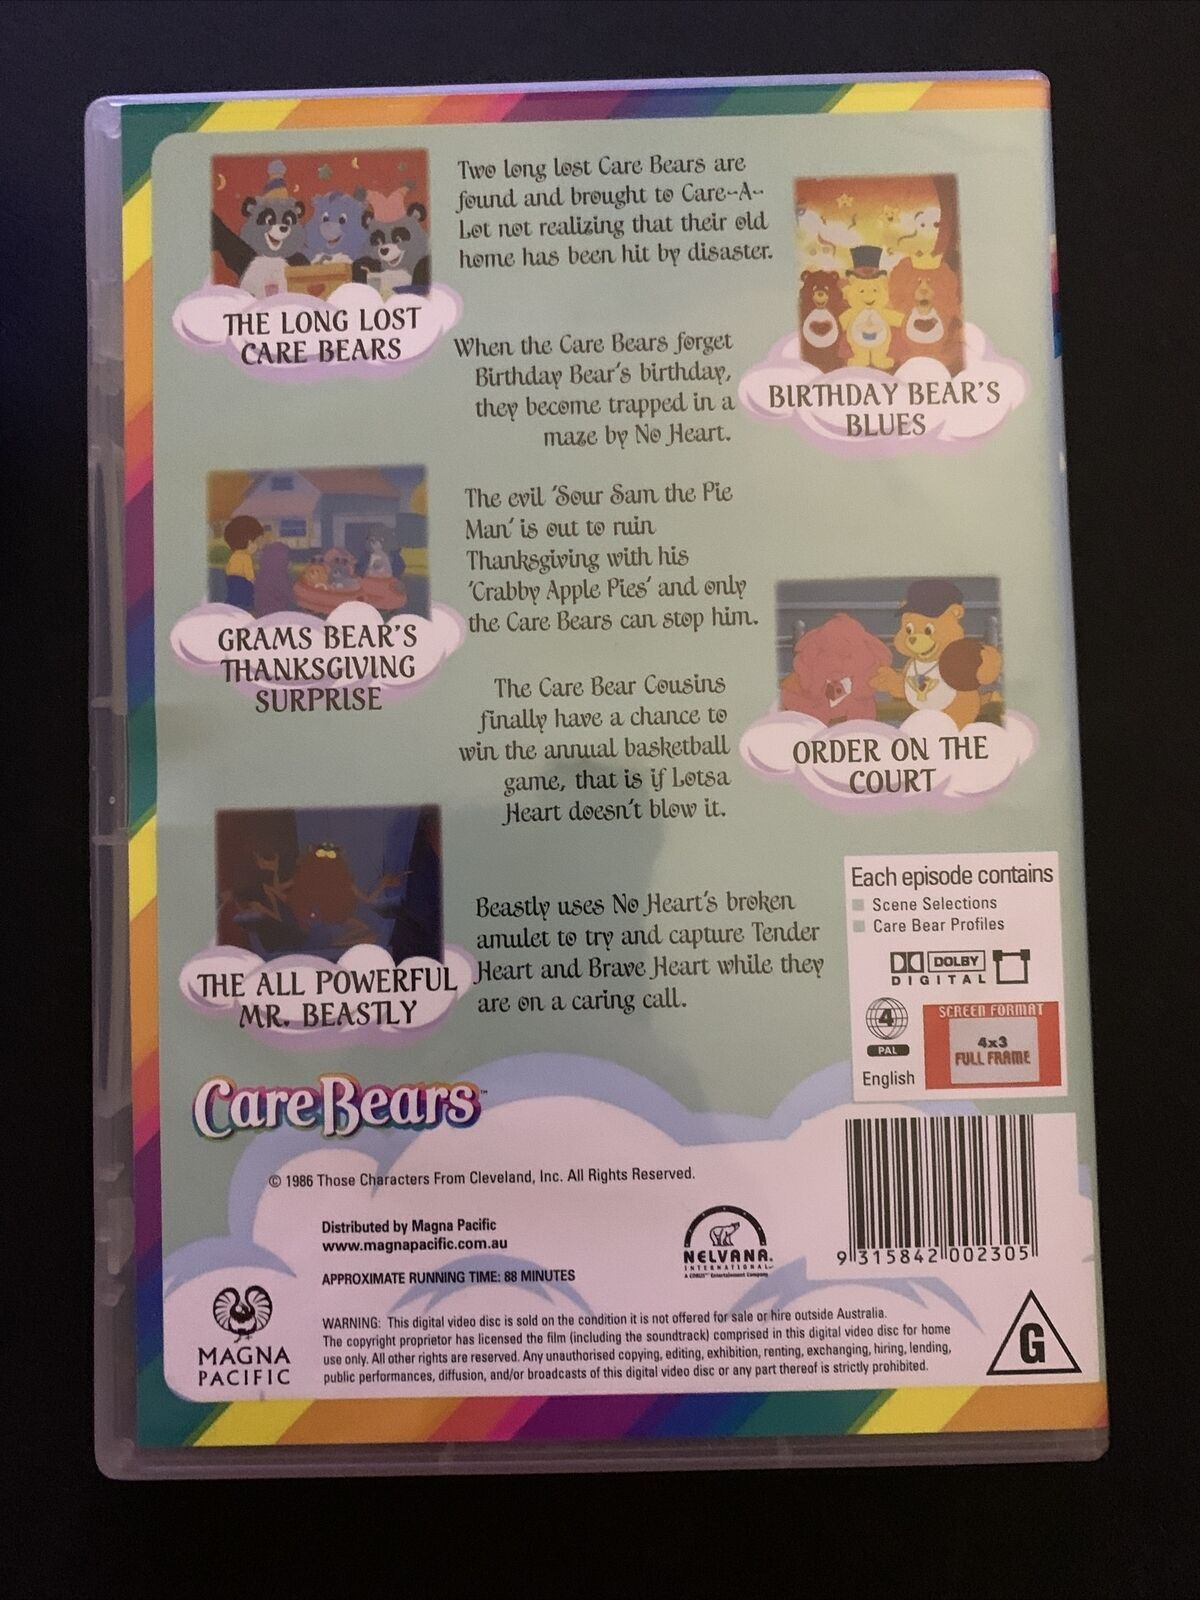 Two long lost Care Bears are
found and brought to Care-A-
Lot not realizing that their old
home has been hit by disaster.
THE LONG LOST
CARE BEARS
When the Care Bears forget
Birthday Bear's birthday,
they become trapped in a
maze by No Heart.
BIRTHDAY BEAR'S
BLUES
The evil 'Sour Sam the Pie
Man' is out to ruin
Thanksgiving with his
'Crabby Apple Pies' and only
the Care Bears can stop him.
GRAMS BEAR'S
THANKSGIVING
SURPRISE
The Care Bear Cousins
finally have a chance to
win the annual basketball
game, that is if Lotsa
Heart doesn't blow it.
ORDER ON THE
COURT
Beastly uses No Heart's broken
amulet to try and capture Tender
Heart and Brave Heart while they
are on a caring call.
THE ALL POWERFUL
MR. BEASTLY
Each episode contains
Scene Selections
Care Bear Profiles
DOLBY
DIGITAL
4
PAL
English
SCREEN FORMAT
4x3
FULL FRAME
Care Bears™
© 1986 Those Characters From Cleveland, Inc. All Rights Reserved.
Distributed by Magna Pacific
www.magnapacific.com.au
APPROXIMATE RUNNING TIME: 88 MINUTES
NELVANA
INTERNATIONAL
A CORUS™ Entertainment Company
9 315842 002305
MAGNA
PACIFIC
WARNING: This digital video disc is sold on the condition it is not offered for sale or hire outside Australia.
The copyright proprietor has licensed the film (including the soundtrack) comprised in this digital video disc for home
use only. All other rights are reserved. Any unauthorised copying, editing, exhibition, renting, exchanging, hiring, lending,
public performances, diffusion, and/or broadcasts of this digital video disc or any part thereof is strictly prohibited.
G